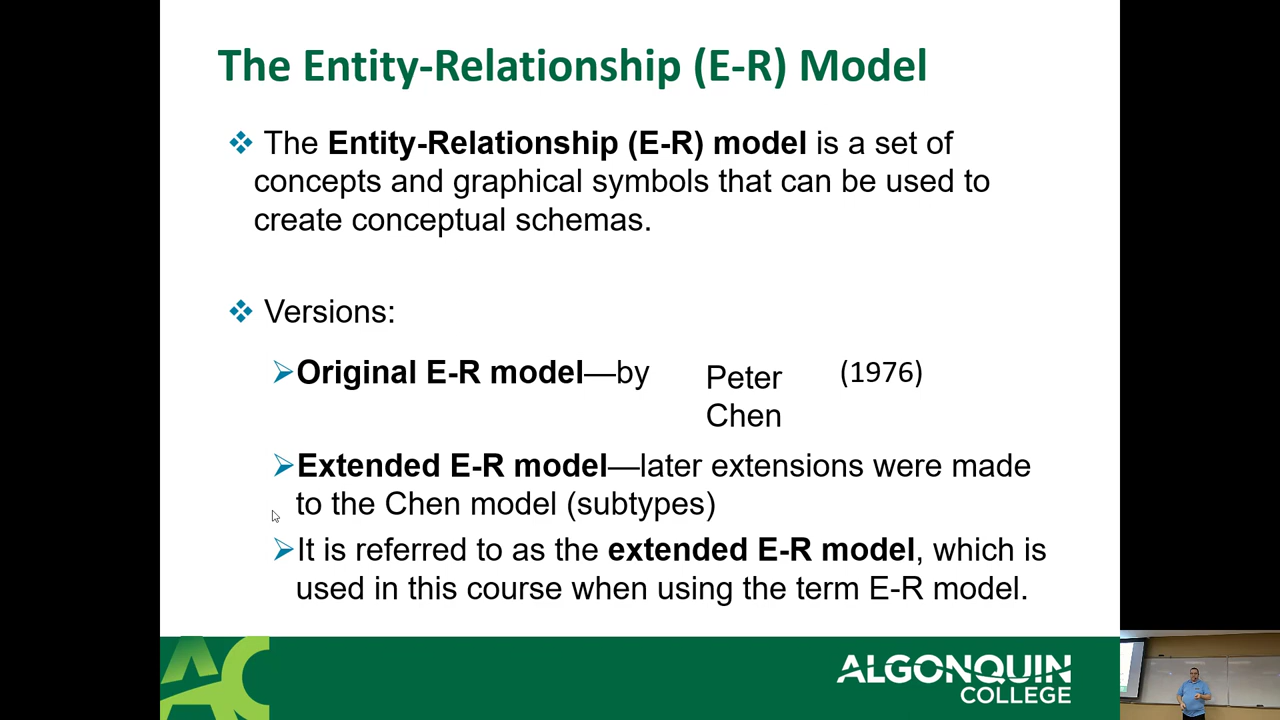 The Entity-Relationship (E-R) Model
❖ The Entity-Relationship (E-R) model is a set of
concepts and graphical symbols that can be used to
create conceptual schemas.
❖ Versions:
➢Original E-R model—by Peter (1976)
Chen
➢Extended E-R model—later extensions were made
to the Chen model (subtypes)
➢It is referred to as the extended E-R model, which is
used in this course when using the term E-R model.
AC
ALGONQUIN
COLLEGE